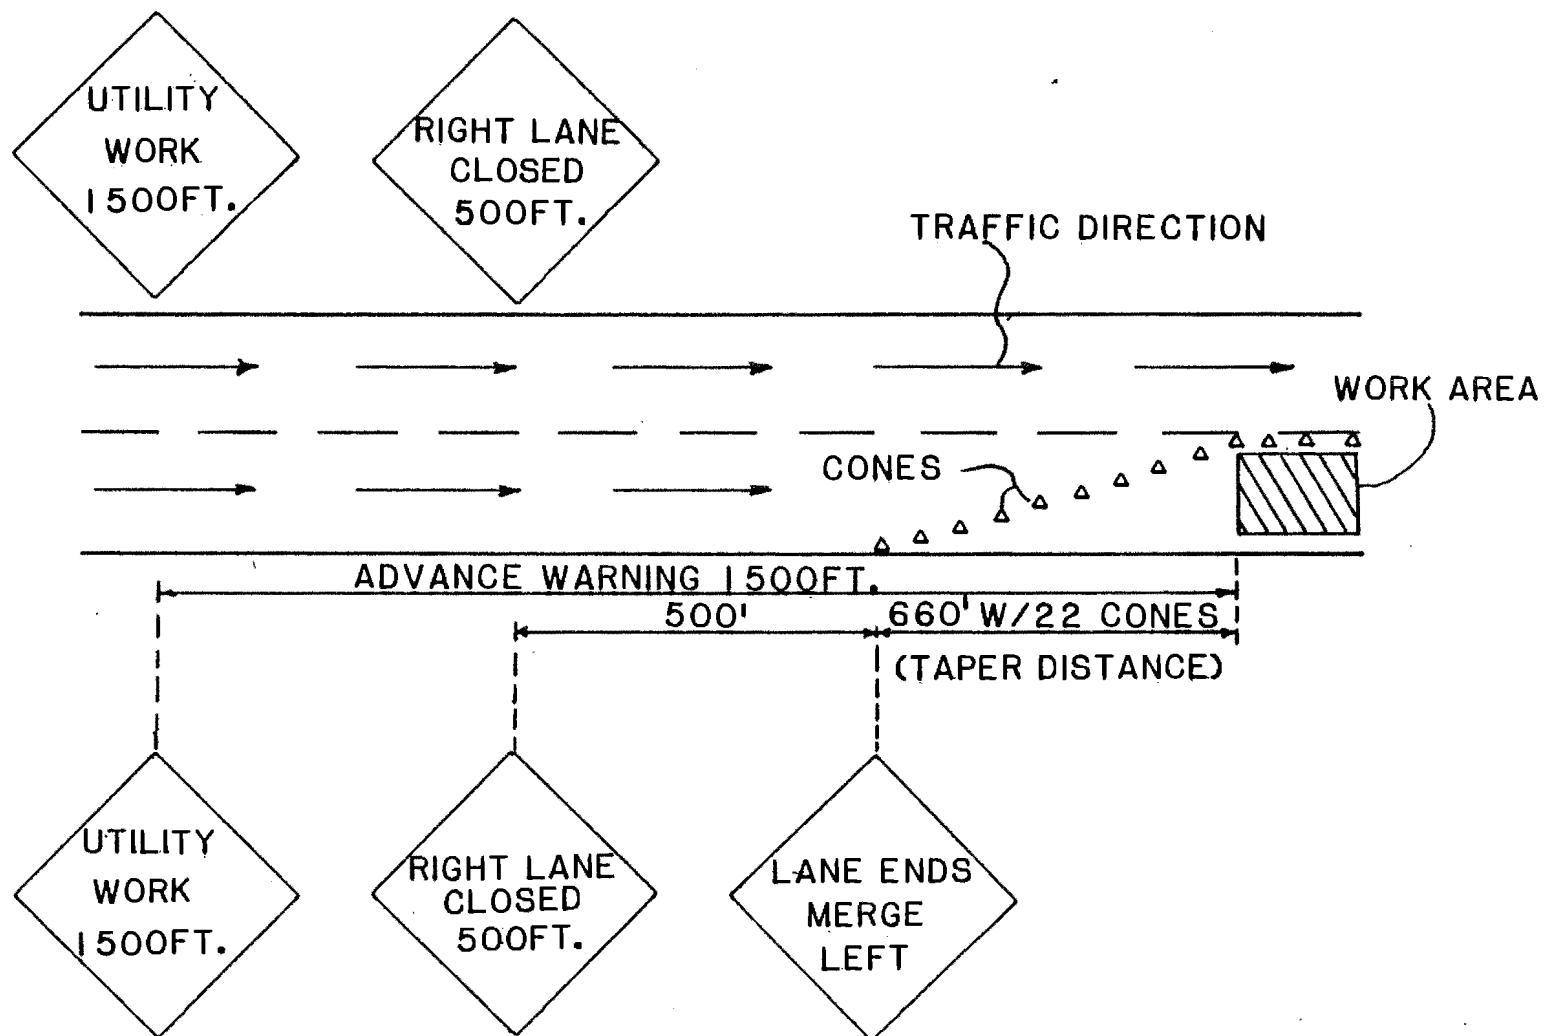 UTILITY
WORK
1500FT.
RIGHT LANE
CLOSED
500FT.
TRAFFIC DIRECTION
WORK AREA
CONES
ADVANCE WARNING 1500FT.
500'
660' W/22 CONES
(TAPER DISTANCE)
UTILITY
WORK
1500FT.
RIGHT LANE
CLOSED
500FT.
LANE ENDS
MERGE
LEFT